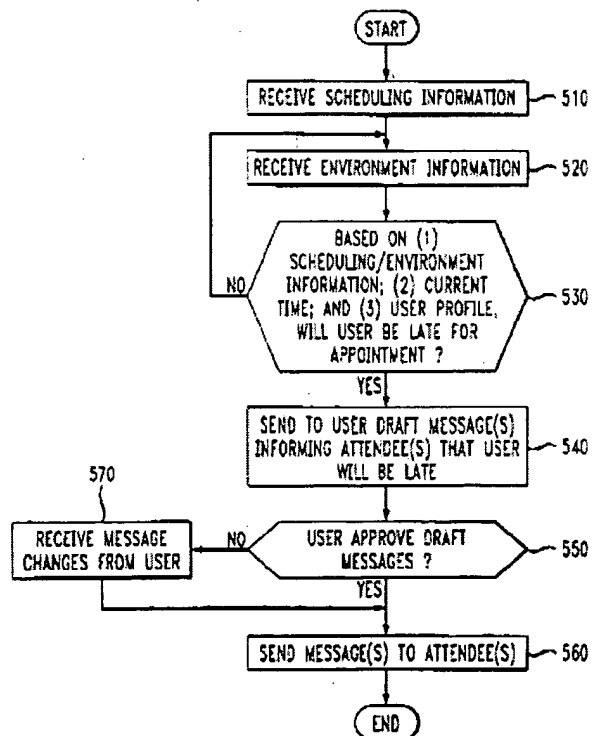 START
RECEIVE SCHEDULING INFORMATION
510
RECEIVE ENVIRONMENT INFORMATION
520
BASED ON (1)
SCHEDULING/ENVIRONMENT
INFORMATION; (2) CURRENT
TIME; AND (3) USER PROFILE,
WILL USER BE LATE FOR
APPOINTMENT ?
530
NO
YES
SEND TO USER DRAFT MESSAGE(S)
INFORMING ATTENDEE(S) THAT USER
WILL BE LATE
540
570
RECEIVE MESSAGE
CHANGES FROM USER
NO
USER APPROVE DRAFT
MESSAGES ?
550
YES
SEND MESSAGE(S) TO ATTENDEE(S)
560
END